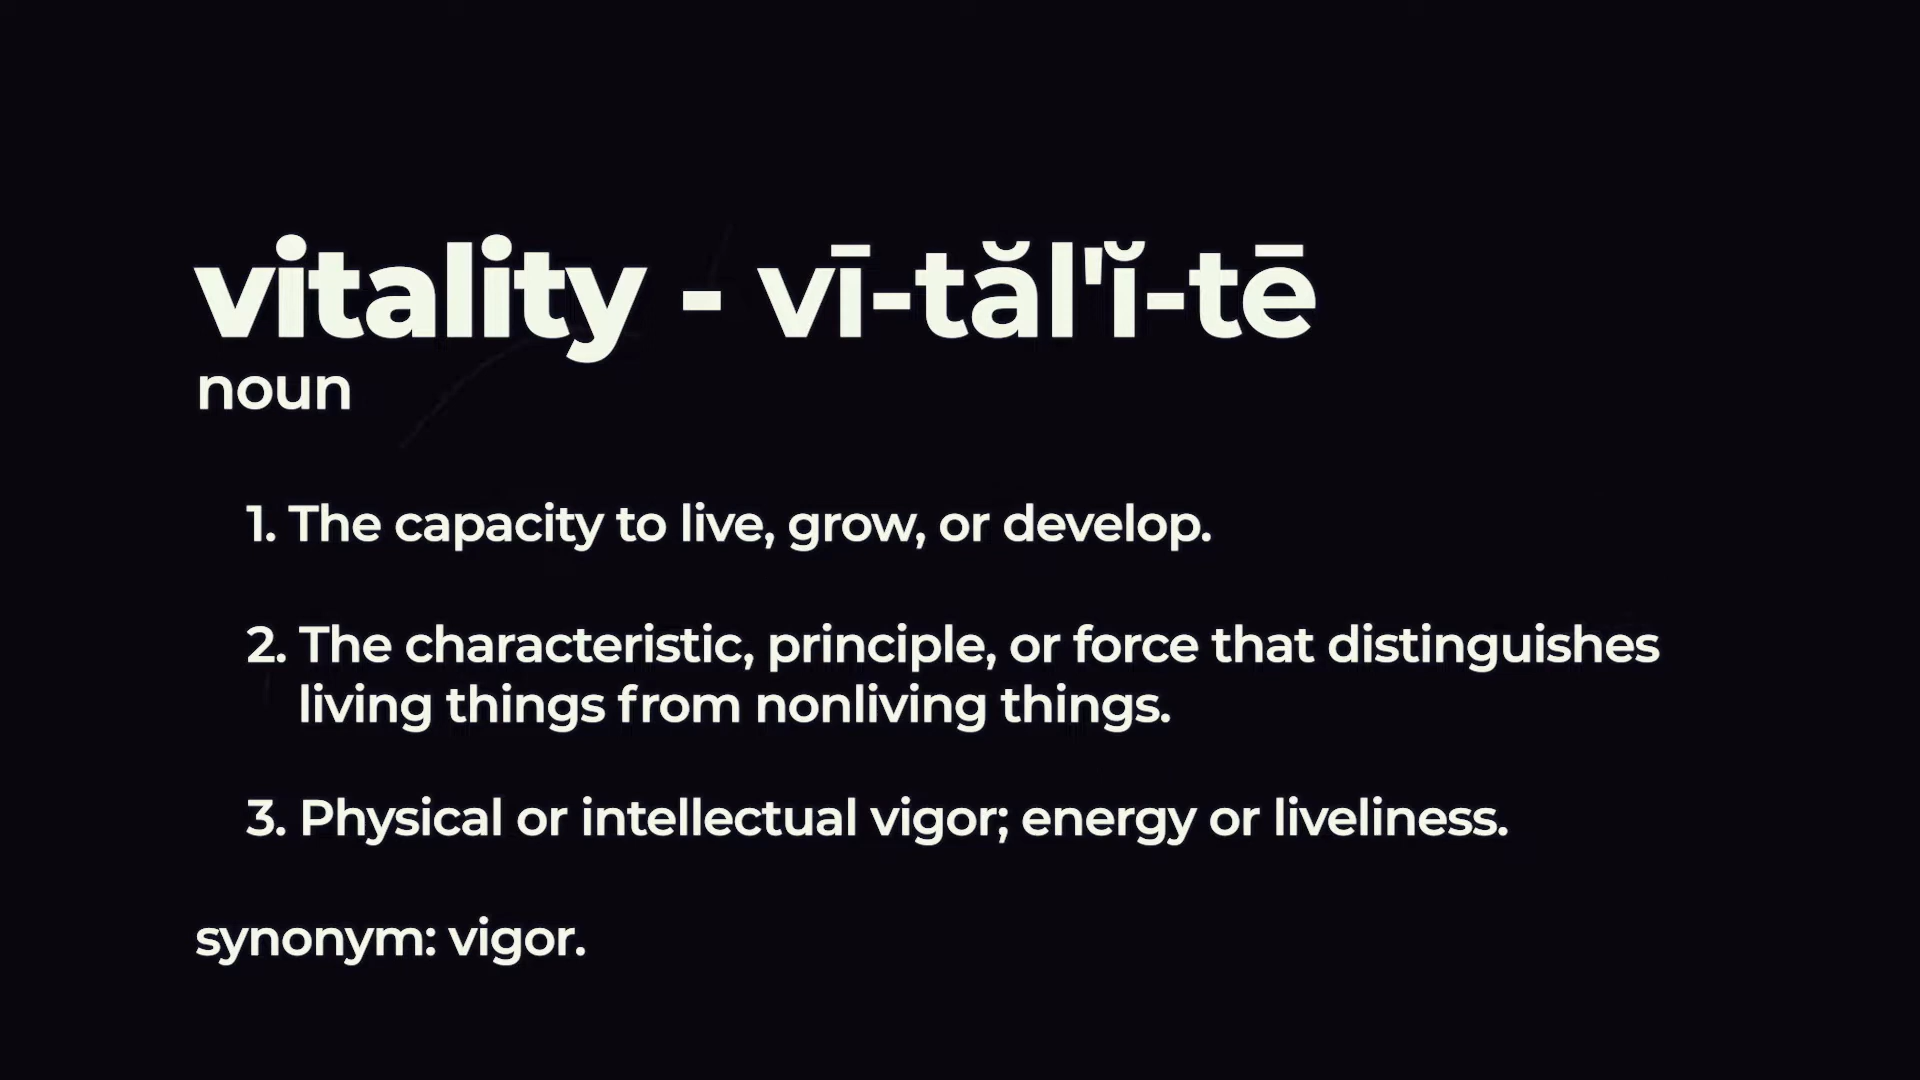 vitality - vī-tăl'ĭ-tē
noun
1. The capacity to live, grow, or develop.
2. The characteristic, principle, or force that distinguishes
living things from nonliving things.
3. Physical or intellectual vigor; energy or liveliness.
synonym: vigor.